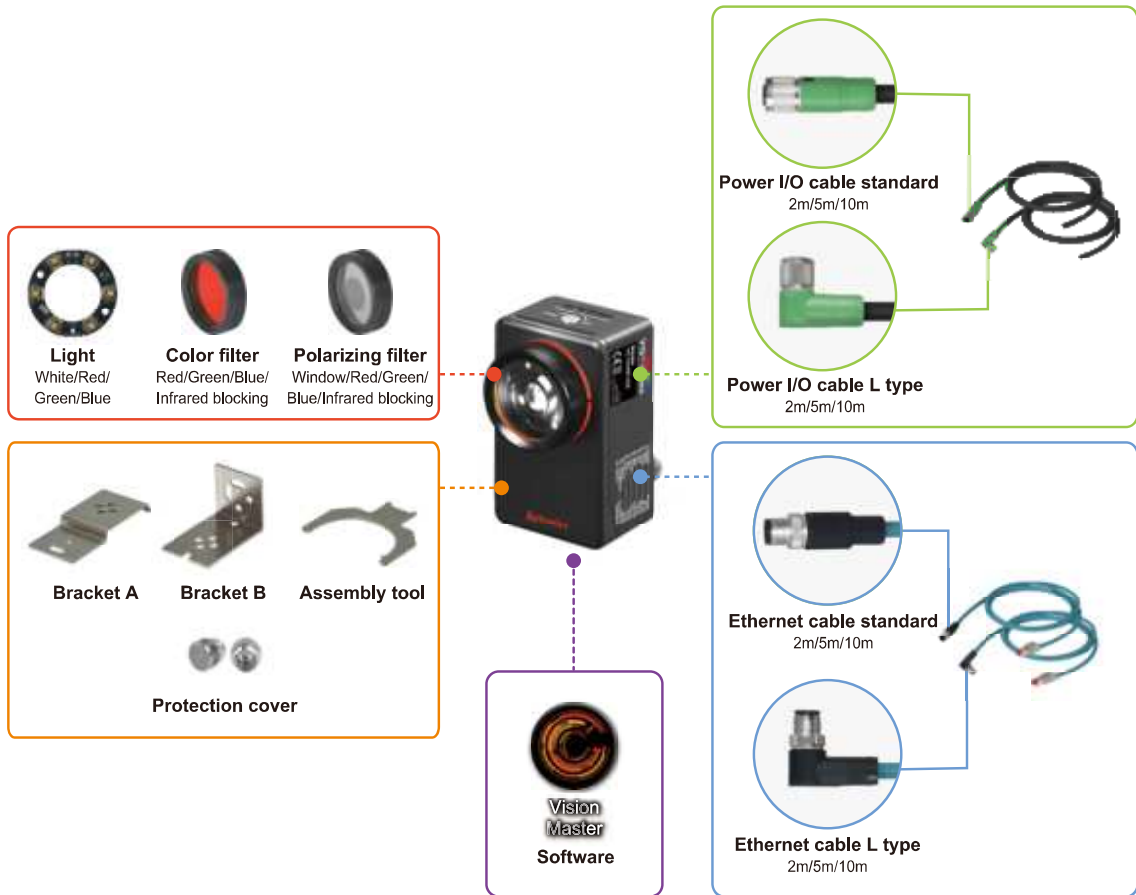 Power I/O cable standard
2m/5m/10m
Power I/O cable L type
2m/5m/10m
Light
White/Red/
Green/Blue
Color filter
Red/Green/Blue/
Infrared blocking
Polarizing filter
Window/Red/Green/
Blue/Infrared blocking
Bracket A
Bracket B
Assembly tool
Protection cover
Vision
Master
Software
Ethernet cable standard
2m/5m/10m
Ethernet cable L type
2m/5m/10m